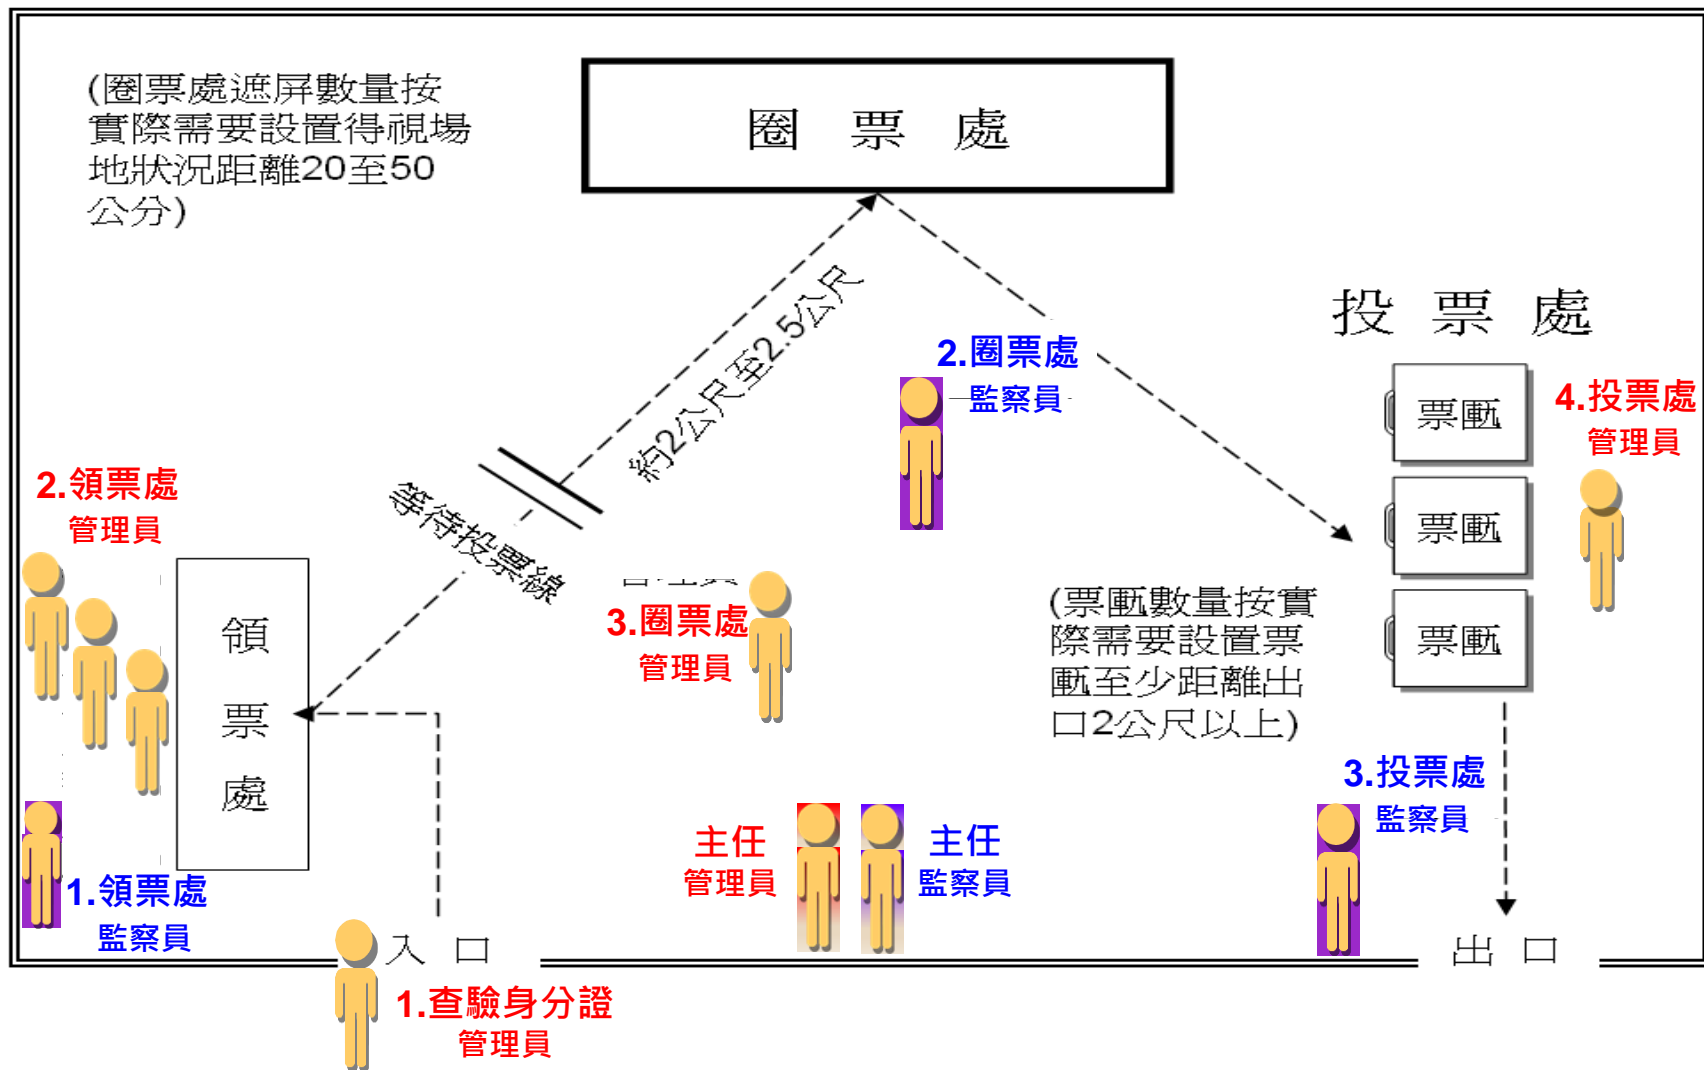 (圈票處遮屏數量按
實際需要設置得視場
地狀況距離20至50
公分)
圈票處
約2公尺至2.5公尺
等待投票線
投票處
2.圈票處
監察員
票匭
票匭
票匭
4.投票處
管理員
2.領票處
管理員
領票處
3.圈票處
管理員
(票匭數量按實
際需要設置票
匭至少距離出
口2公尺以上)
3.投票處
監察員
主任
管理員
主任
監察員
1.領票處
監察員
入口
出口
1.查驗身分證
管理員